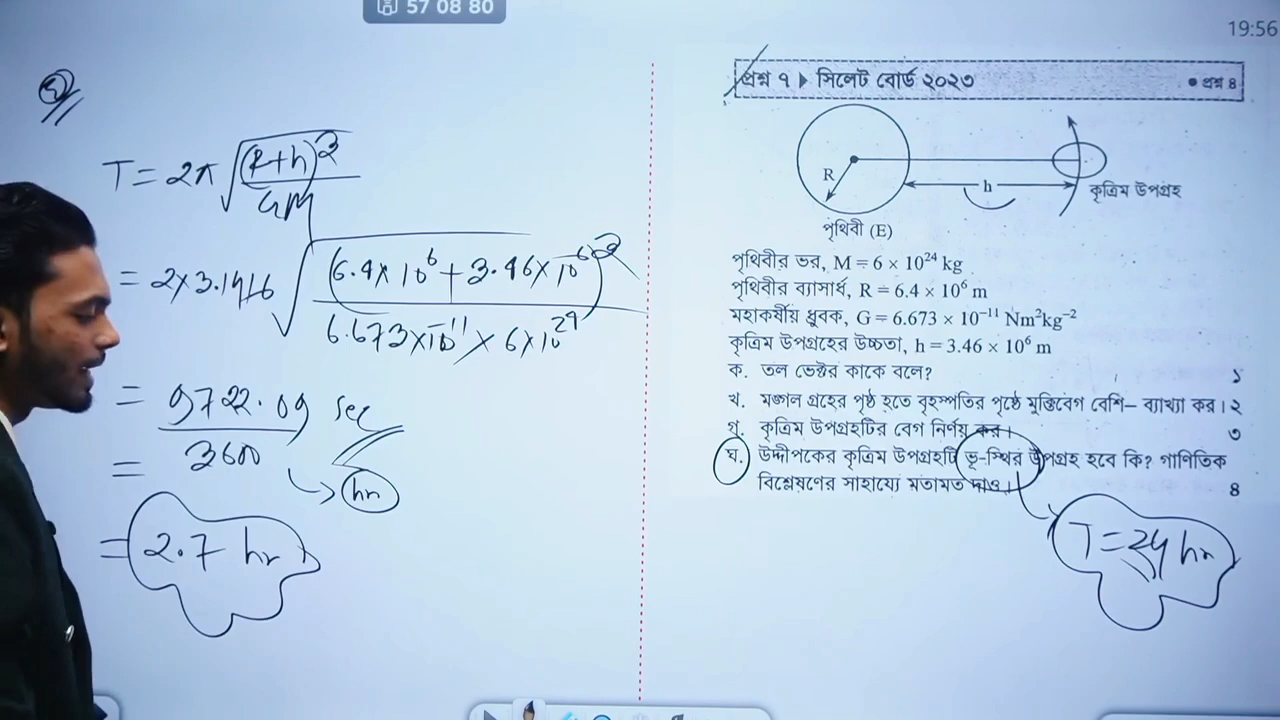 57 08 80
19:56
ঘ
T = 2π √((R+h)³/GM)
= 2×3.1416 √((6.4×10⁶+3.46×10⁶)³/(6.673×10⁻¹¹×6×10²⁴))
= 9722.09 sec
= 3600 → hr
= 2.7 hr
প্রশ্ন ৭ ▶ সিলেট বোর্ড ২০২৩ ● প্রশ্ন ৪
R
h
কৃত্রিম উপগ্রহ
পৃথিবী (E)
পৃথিবীর ভর, M = 6 × 10²⁴ kg
পৃথিবীর ব্যাসার্ধ, R = 6.4 × 10⁶ m
মহাকর্ষীয় ধ্রুবক, G = 6.673 × 10⁻¹¹ Nm²kg⁻²
কৃত্রিম উপগ্রহের উচ্চতা, h = 3.46 × 10⁶ m
ক. তল ভেক্টর কাকে বলে? ১
খ. মঙ্গল গ্রহের পৃষ্ঠ হতে বৃহস্পতির পৃষ্ঠে মুক্তিবেগ বেশি– ব্যাখ্যা কর। ২
গ. কৃত্রিম উপগ্রহটির বেগ নির্ণয় কর। ৩
ঘ. উদ্দীপকের কৃত্রিম উপগ্রহটি ভূ-স্থির উপগ্রহ হবে কি? গাণিতিক
বিশ্লেষণের সাহায্যে মতামত দাও। ৪
T = 24 hr